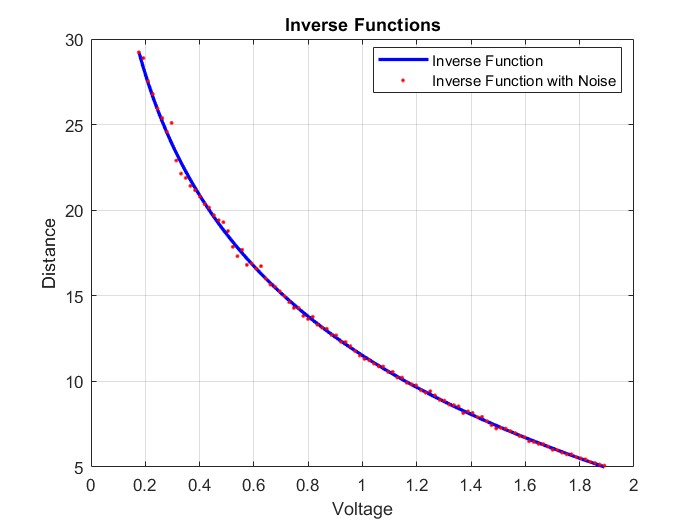 Inverse Functions
Inverse Function
Inverse Function with Noise
30
25
20
15
10
5
Distance
0 0.2 0.4 0.6 0.8 1 1.2 1.4 1.6 1.8 2
Voltage